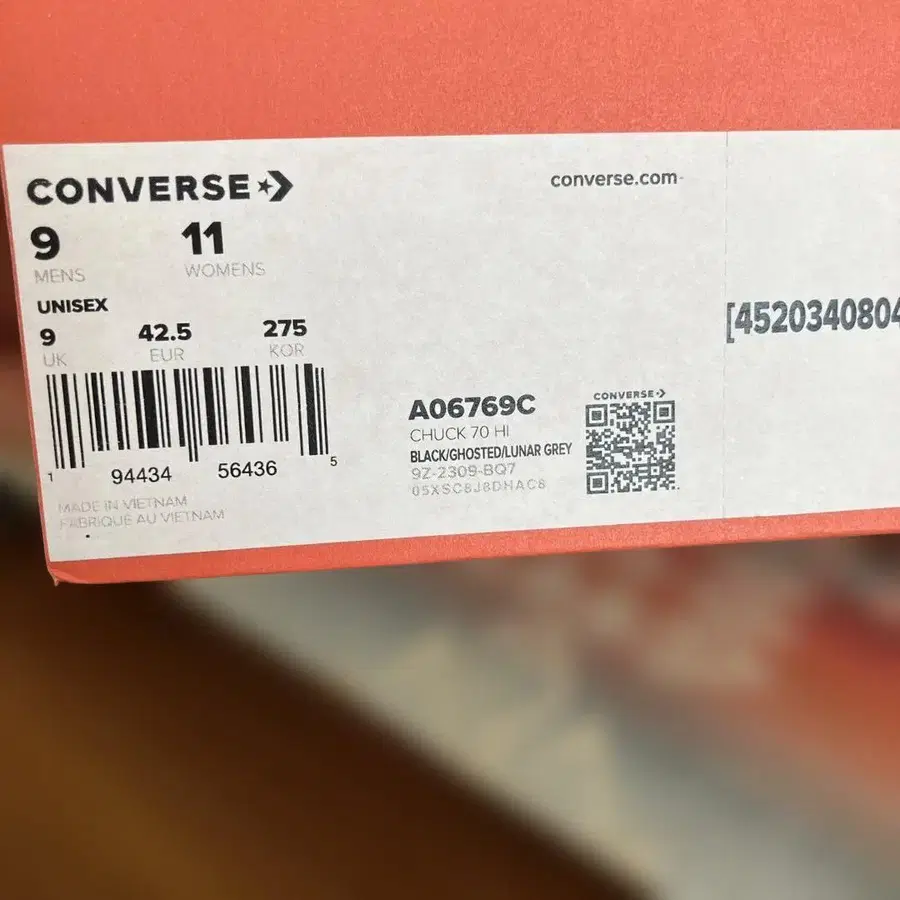 CONVERSE
converse.com
9 11
MENS WOMENS
UNISEX
9 42.5 275
UK EUR KOR
1 94434 56436 5
MADE IN VIETNAM
FABRIQUÉ AU VIETNAM
A06769C
CHUCK 70 HI
BLACK/GHOSTED/LUNAR GREY
9Z-2309-BQ7
05XSC8J8DHAC8
CONVERSE
[4520340804